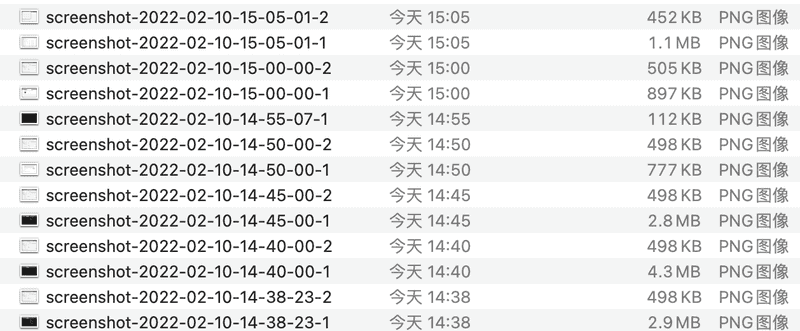 screenshot-2022-02-10-15-05-01-2 今天 15:05 452 KB PNG图像
screenshot-2022-02-10-15-05-01-1 今天 15:05 1.1 MB PNG图像
screenshot-2022-02-10-15-00-00-2 今天 15:00 505 KB PNG图像
screenshot-2022-02-10-15-00-00-1 今天 15:00 897 KB PNG图像
screenshot-2022-02-10-14-55-07-1 今天 14:55 112 KB PNG图像
screenshot-2022-02-10-14-50-00-2 今天 14:50 498 KB PNG图像
screenshot-2022-02-10-14-50-00-1 今天 14:50 777 KB PNG图像
screenshot-2022-02-10-14-45-00-2 今天 14:45 498 KB PNG图像
screenshot-2022-02-10-14-45-00-1 今天 14:45 2.8 MB PNG图像
screenshot-2022-02-10-14-40-00-2 今天 14:40 498 KB PNG图像
screenshot-2022-02-10-14-40-00-1 今天 14:40 4.3 MB PNG图像
screenshot-2022-02-10-14-38-23-2 今天 14:38 498 KB PNG图像
screenshot-2022-02-10-14-38-23-1 今天 14:38 2.9 MB PNG图像